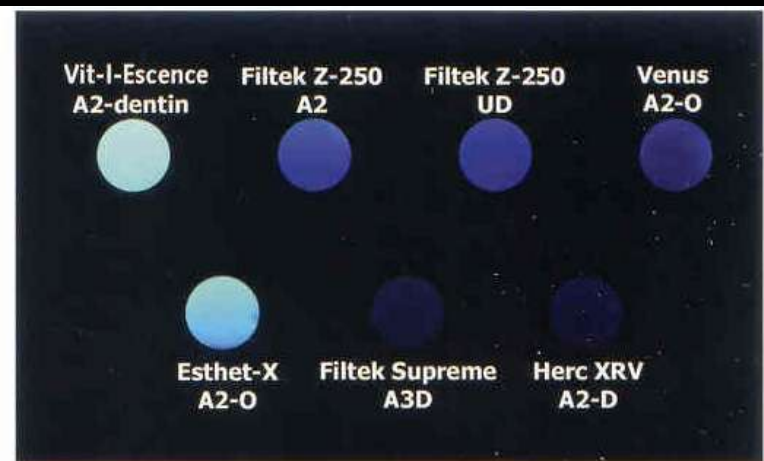 Vit-l-Escence
A2-dentin
Filtek Z-250
A2
Filtek Z-250
UD
Venus
A2-O
Esthet-X
A2-O
Filtek Supreme
A3D
Herc XRV
A2-D